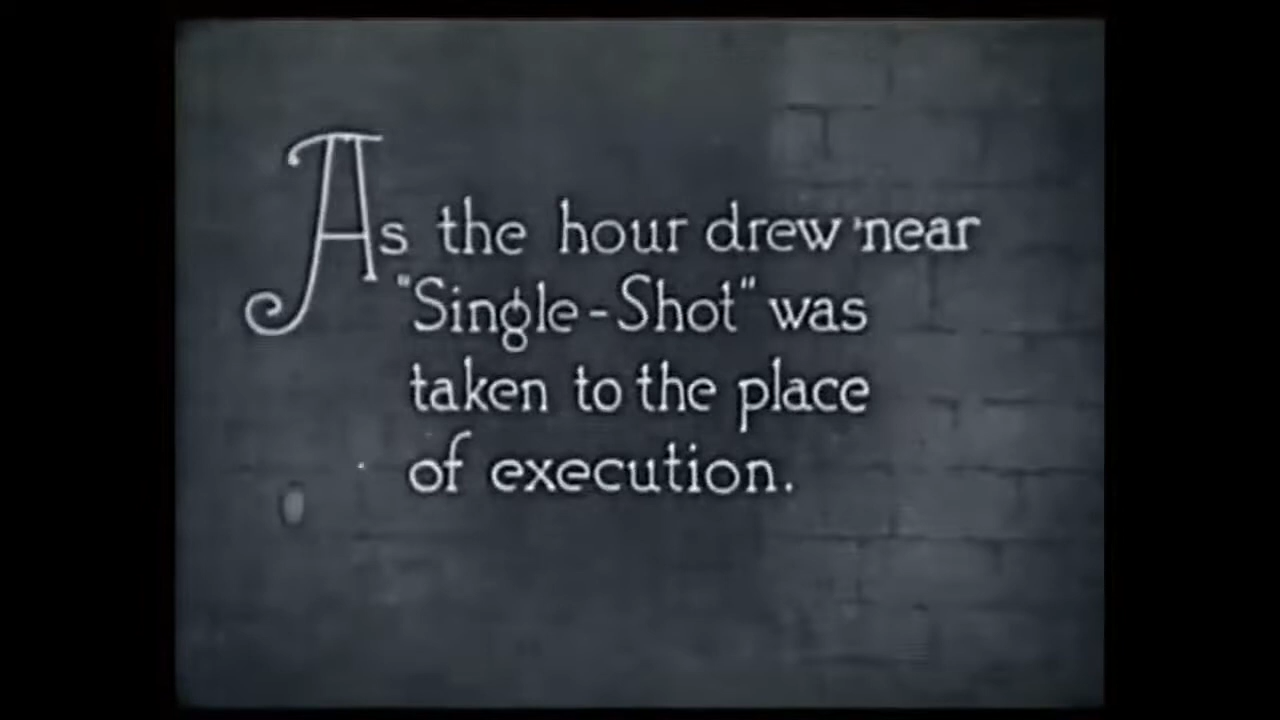 As the hour drew near
"Single-Shot" was
taken to the place
of execution.